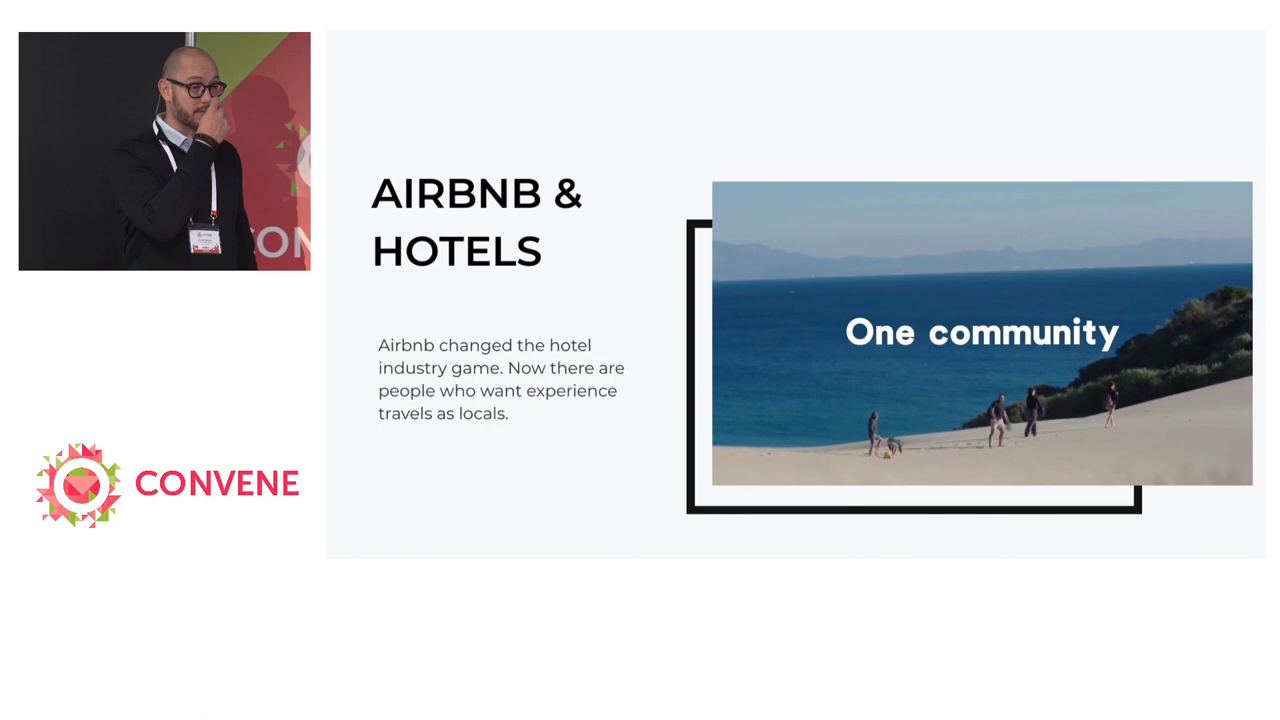 AIRBNB &
HOTELS
Airbnb changed the hotel
industry game. Now there are
people who want experience
travels as locals.
One community
CONVENE